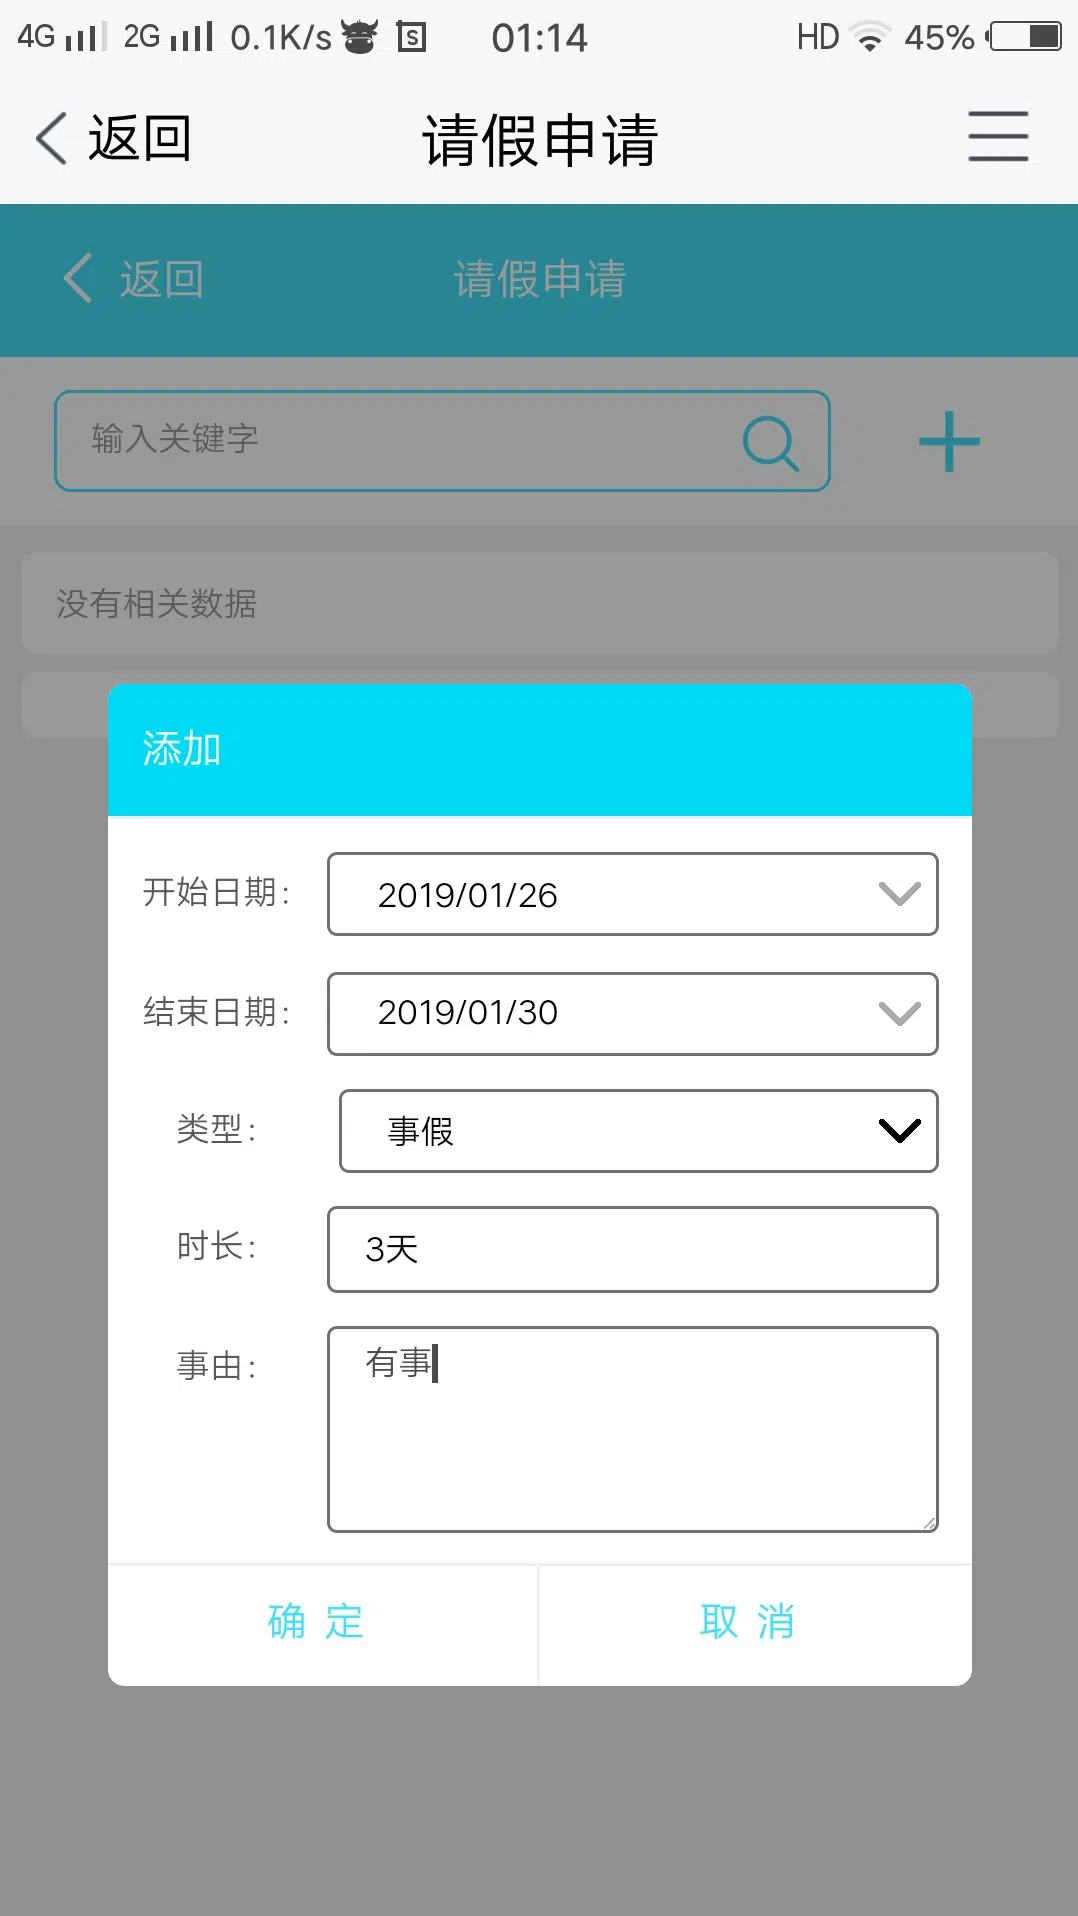 4G 2G 0.1K/s S 01:14 HD 45%
返回 请假申请
返回 请假申请
输入关键字
没有相关数据
添加
开始日期: 2019/01/26
结束日期: 2019/01/30
类型: 事假
时长: 3天
事由: 有事
确 定 取 消